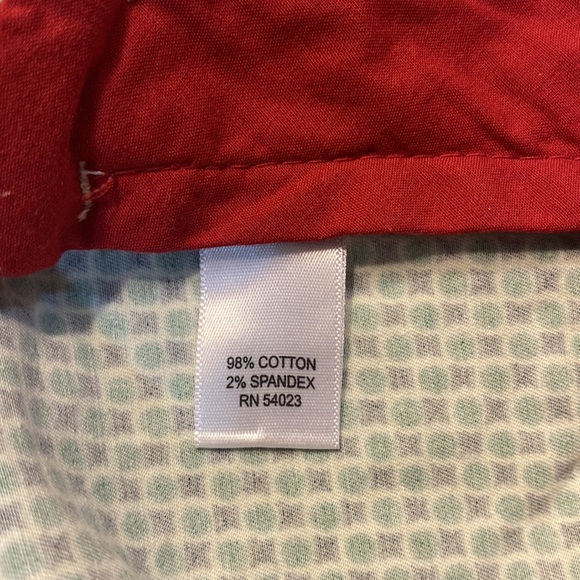 98% COTTON
2% SPANDEX
RN 54023